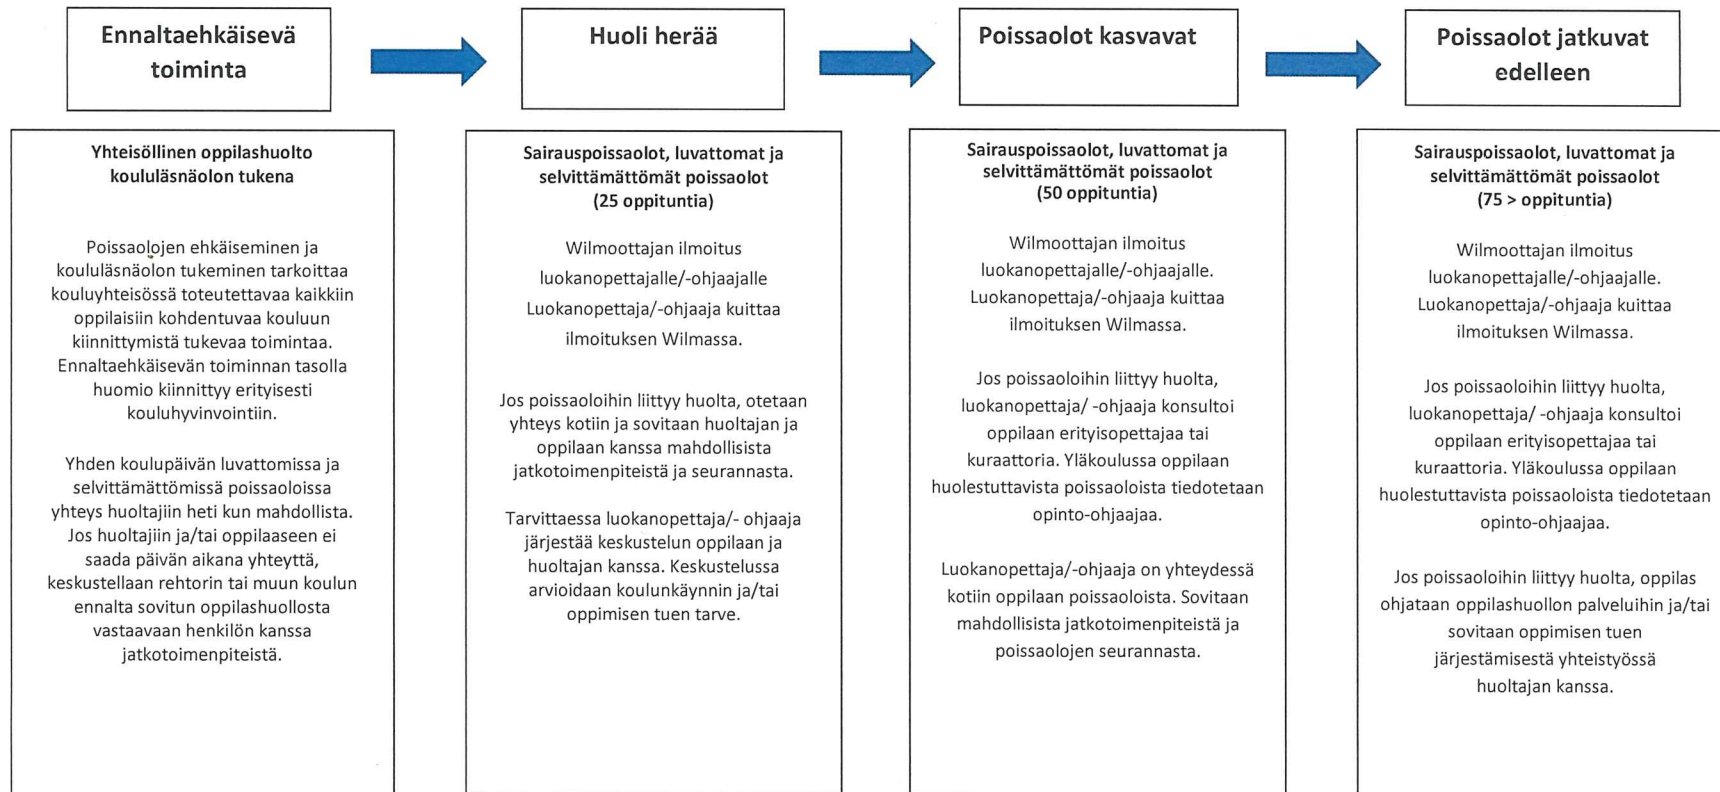 Ennaltaehkäisevä
toiminta
Huoli herää
Poissaolot kasvavat
Poissaolot jatkuvat
edelleen
Yhteisöllinen oppilashuolto
koululäsnäolon tukena
Poissaolojen ehkäiseminen ja
koululäsnäolon tukeminen tarkoittaa
kouluyhteisössä toteutettavaa kaikkiin
oppilaisiin kohdentuvaa kouluun
kiinnittymistä tukevaa toimintaa.
Ennaltaehkäisevän toiminnan tasolla
huomio kiinnittyy erityisesti
kouluhyvinvointiin.
Yhden koulupäivän luvattomissa ja
selvittämättömissä poissaoloissa
yhteys huoltajiin heti kun mahdollista.
Jos huoltajiin ja/tai oppilaaseen ei
saada päivän aikana yhteyttä,
keskustellaan rehtorin tai muun koulun
ennalta sovitun oppilashuollosta
vastaavaan henkilön kanssa
jatkotoimenpiteistä.
Sairauspoissaolot, luvattomat ja
selvittämättömät poissaolot
(25 oppituntia)
Wilmoottajan ilmoitus
luokanopettajalle/-ohjaajalle
Luokanopettaja/-ohjaaja kuittaa
ilmoituksen Wilmassa.
Jos poissaoloihin liittyy huolta, otetaan
yhteys kotiin ja sovitaan huoltajan ja
oppilaan kanssa mahdollisista
jatkotoimenpiteistä ja seurannasta.
Tarvittaessa luokanopettaja/- ohjaaja
järjestää keskustelun oppilaan ja
huoltajan kanssa. Keskustelussa
arvioidaan koulunkäynnin ja/tai
oppimisen tuen tarve.
Sairauspoissaolot, luvattomat ja
selvittämättömät poissaolot
(50 oppituntia)
Wilmoottajan ilmoitus
luokanopettajalle/-ohjaajalle.
Luokanopettaja/-ohjaaja kuittaa
ilmoituksen Wilmassa.
Jos poissaoloihin liittyy huolta,
luokanopettaja/ -ohjaaja konsultoi
oppilaan erityisopettajaa tai
kuraattoria. Yläkoulussa oppilaan
huolestuttavista poissaoloista tiedotetaan
opinto-ohjaajaa.
Luokanopettaja/-ohjaaja on yhteydessä
kotiin oppilaan poissaoloista. Sovitaan
mahdollisista jatkotoimenpiteistä ja
poissaolojen seurannasta.
Sairauspoissaolot, luvattomat ja
selvittämättömät poissaolot
(75 > oppituntia)
Wilmoottajan ilmoitus
luokanopettajalle/-ohjaajalle.
Luokanopettaja/-ohjaaja kuittaa
ilmoituksen Wilmassa.
Jos poissaoloihin liittyy huolta,
luokanopettaja/ -ohjaaja konsultoi
oppilaan erityisopettajaa tai
kuraattoria. Yläkoulussa oppilaan
huolestuttavista poissaoloista tiedotetaan
opinto-ohjaajaa.
Jos poissaoloihin liittyy huolta, oppilas
ohjataan oppilashuollon palveluihin ja/tai
sovitaan oppimisen tuen
järjestämisestä yhteistyössä
huoltajan kanssa.